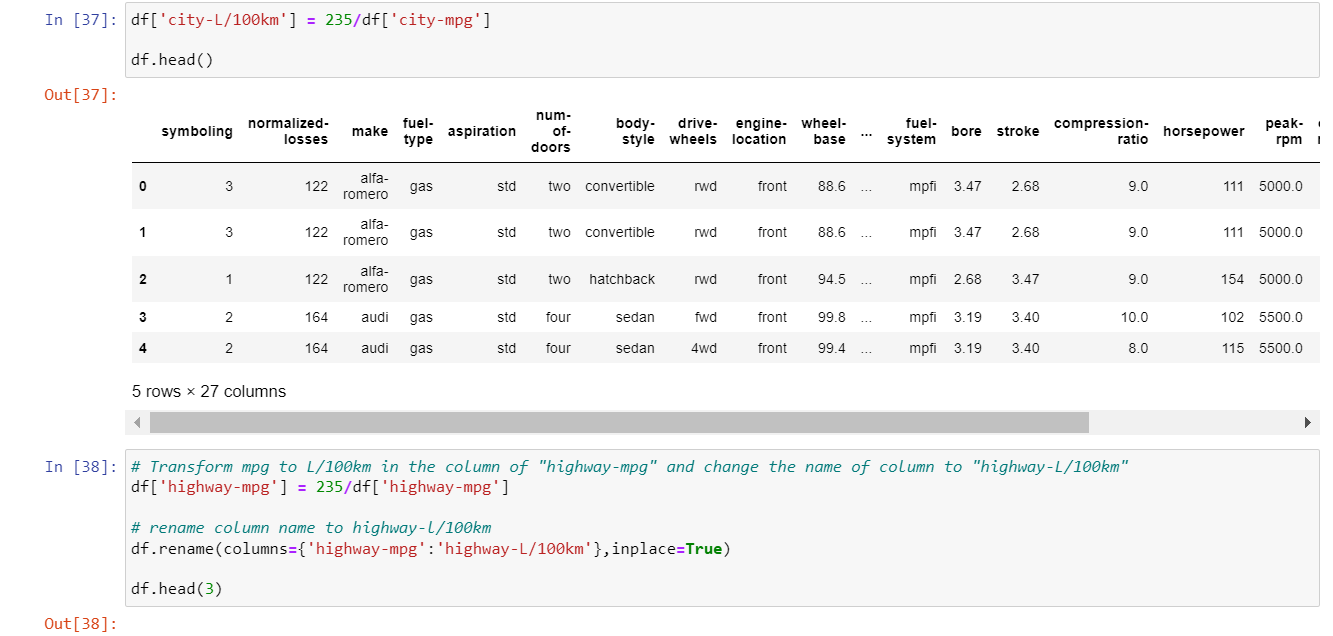 In [37]: df['city-L/100km'] = 235/df['city-mpg']
df.head()
Out[37]:
symboling normalized-losses make fuel-type aspiration num-of-doors body-style drive-wheels engine-location wheel-base ... fuel-system bore stroke compression-ratio horsepower peak-rpm
0 3 122 alfa-romero gas std two convertible rwd front 88.6 ... mpfi 3.47 2.68 9.0 111 5000.0
1 3 122 alfa-romero gas std two convertible rwd front 88.6 ... mpfi 3.47 2.68 9.0 111 5000.0
2 1 122 alfa-romero gas std two hatchback rwd front 94.5 ... mpfi 2.68 3.47 9.0 154 5000.0
3 2 164 audi gas std four sedan fwd front 99.8 ... mpfi 3.19 3.40 10.0 102 5500.0
4 2 164 audi gas std four sedan 4wd front 99.4 ... mpfi 3.19 3.40 8.0 115 5500.0
5 rows × 27 columns
In [38]: # Transform mpg to L/100km in the column of "highway-mpg" and change the name of column to "highway-L/100km"
df['highway-mpg'] = 235/df['highway-mpg']
# rename column name to highway-l/100km
df.rename(columns={'highway-mpg':'highway-L/100km'},inplace=True)
df.head(3)
Out[38]: